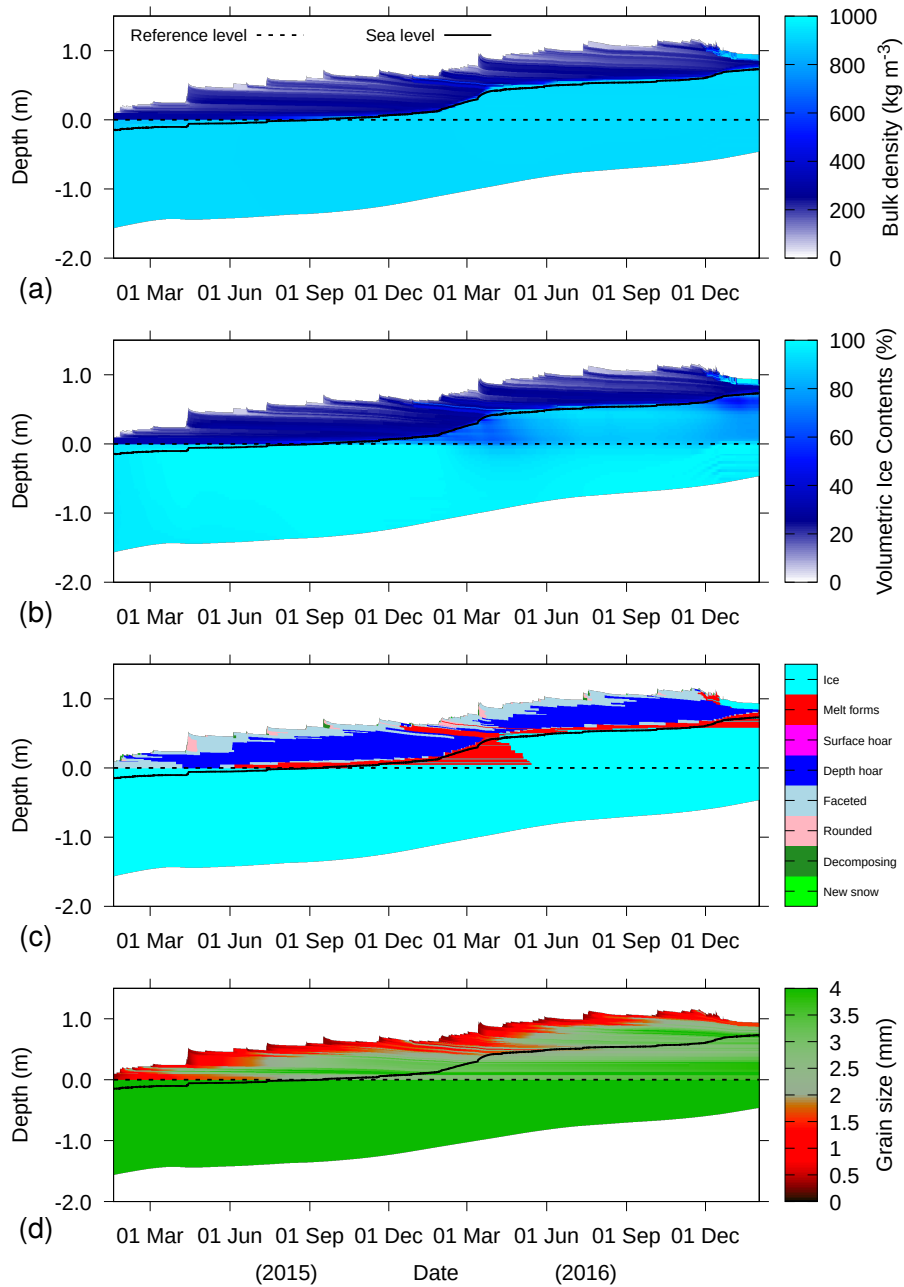 Reference level
Sea level
1.0
0.0
-1.0
-2.0
Depth (m)
1000
800
600
400
200
0
Bulk density (kg m-3)
(a)
01 Mar 01 Jun 01 Sep 01 Dec 01 Mar 01 Jun 01 Sep 01 Dec
1.0
0.0
-1.0
-2.0
Depth (m)
100
80
60
40
20
0
Volumetric Ice Contents (%)
(b)
01 Mar 01 Jun 01 Sep 01 Dec 01 Mar 01 Jun 01 Sep 01 Dec
1.0
0.0
-1.0
-2.0
Depth (m)
Ice
Melt forms
Surface hoar
Depth hoar
Faceted
Rounded
Decomposing
New snow
(c)
01 Mar 01 Jun 01 Sep 01 Dec 01 Mar 01 Jun 01 Sep 01 Dec
1.0
0.0
-1.0
-2.0
Depth (m)
4
3.5
3
2.5
2
1.5
1
0.5
0
Grain size (mm)
(d)
01 Mar 01 Jun 01 Sep 01 Dec 01 Mar 01 Jun 01 Sep 01 Dec
(2015) Date (2016)